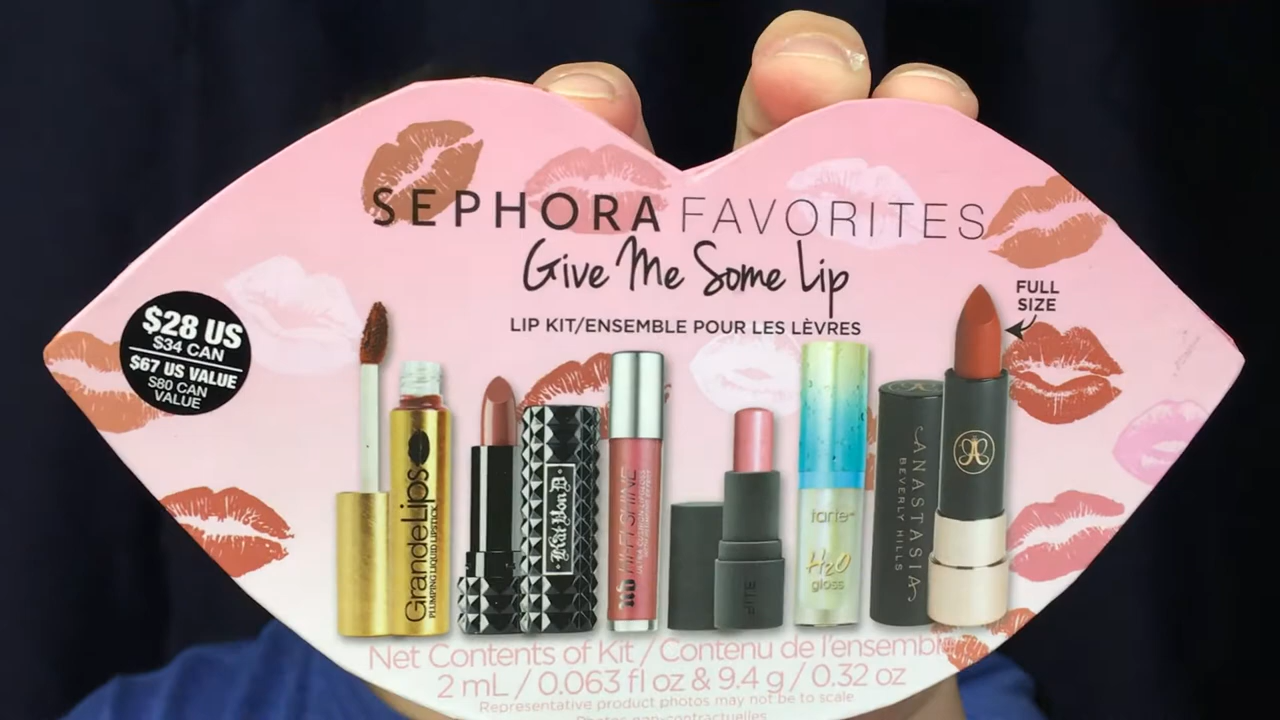 SEPHORA FAVORITES
Give Me Some Lip
LIP KIT/ENSEMBLE POUR LES LÈVRES
FULL
SIZE
$28 US
$34 CAN
$67 US VALUE
$80 CAN
VALUE
GrandeLips
PLUMPING LIQUID LIPSTICK
Kat Von D
BITE
tarte
H2O
gloss
ANASTASIA
BEVERLY HILLS
Net Contents of Kit / Contenu de l'ensemble
2 mL / 0.063 fl oz & 9.4 g / 0.32 oz
Representative product photos may not be to scale.
Photos non-contractuelles